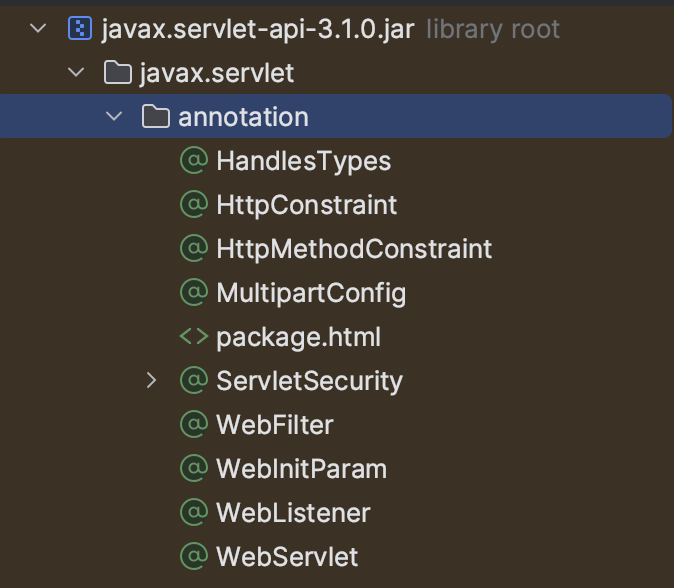 javax.servlet-api-3.1.0.jar library root
javax.servlet
annotation
HandlesTypes
HttpConstraint
HttpMethodConstraint
MultipartConfig
package.html
ServletSecurity
WebFilter
WebInitParam
WebListener
WebServlet